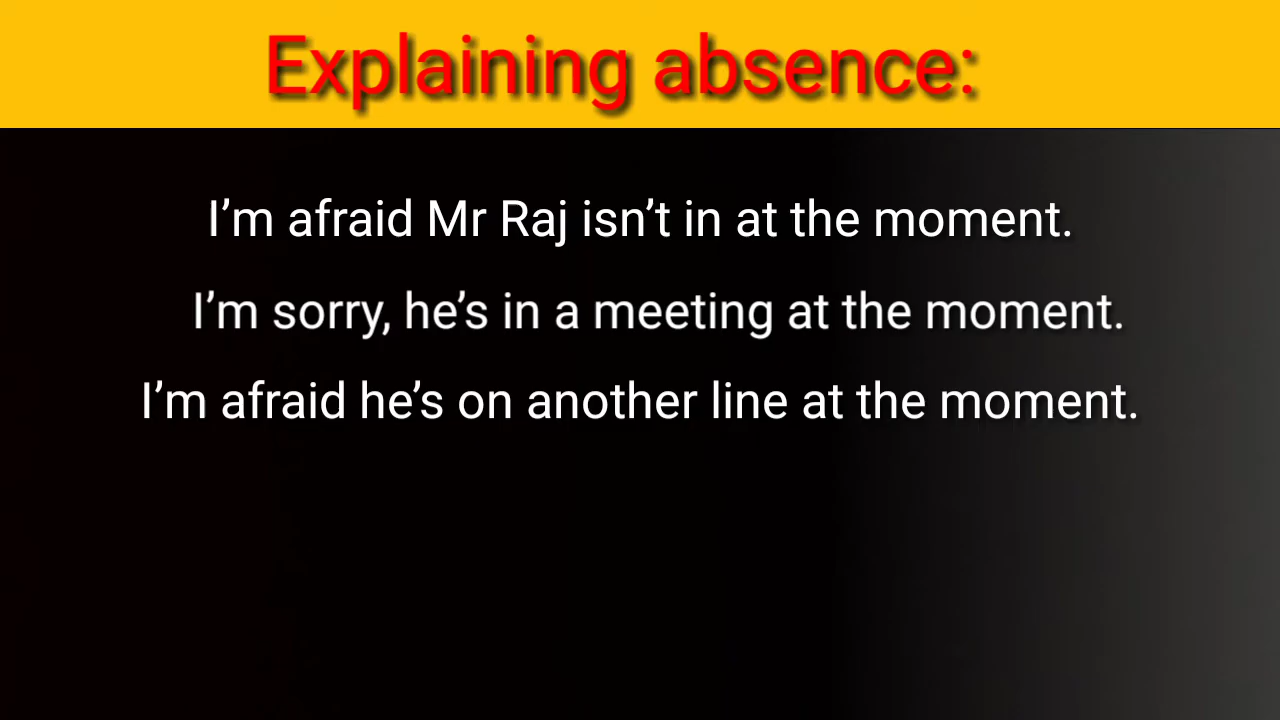 Explaining absence:
I’m afraid Mr Raj isn’t in at the moment.
I’m sorry, he’s in a meeting at the moment.
I’m afraid he’s on another line at the moment.